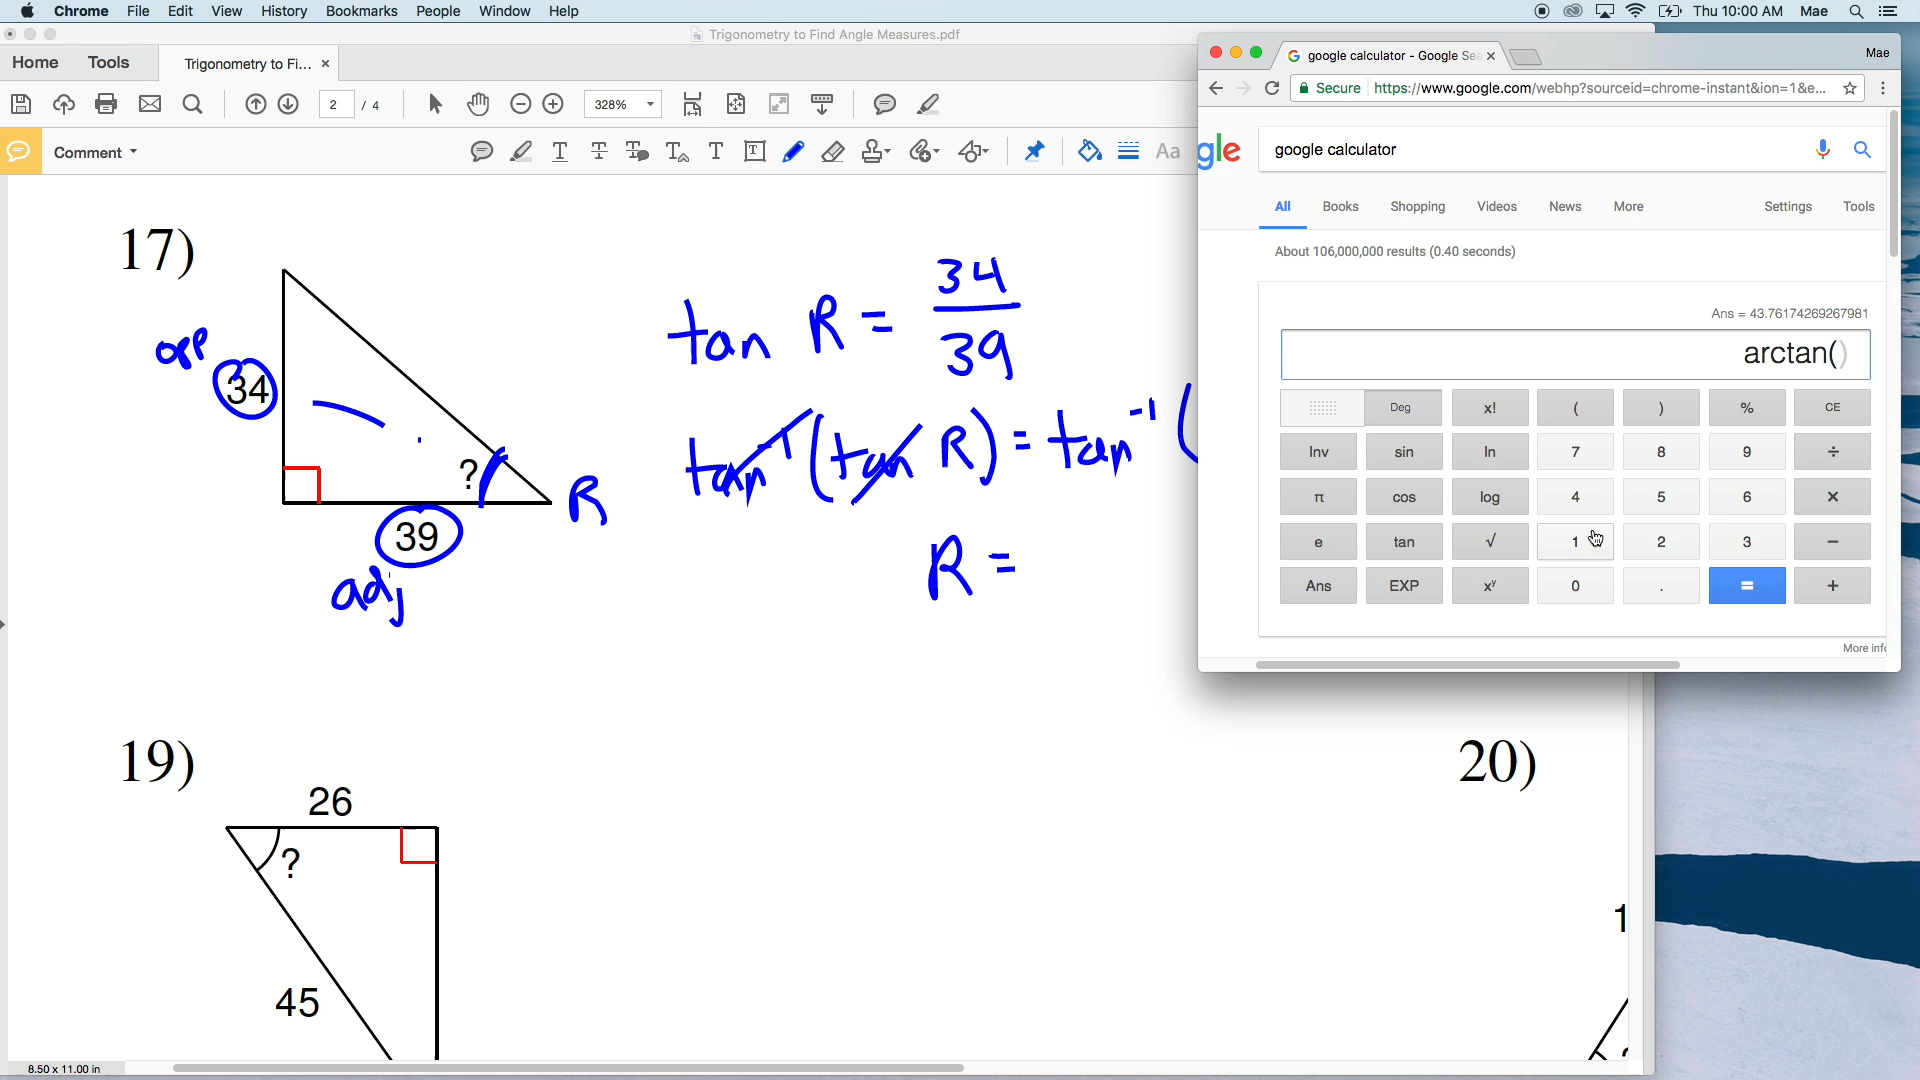 Chrome File Edit View History Bookmarks People Window Help Thu 10:00 AM Mae
Trigonometry to Find Angle Measures.pdf
Home Tools Trigonometry to Fi... ×
2 / 4 328%
Comment
T T T T T Aa
google calculator - Google Sea ×
Mae
Secure https://www.google.com/webhp?sourceid=chrome-instant&ion=1&e...
gle google calculator
All Books Shopping Videos News More Settings Tools
About 106,000,000 results (0.40 seconds)
Ans = 43.76174269267981
arctan()
Deg x! ( ) % CE
Inv sin ln 7 8 9 ÷
π cos log 4 5 6 ×
e tan √ 1 2 3 −
Ans EXP xʸ 0 . = +
More info
17)
opp
34
?
R
39
adj
tan R = 34/39
tan⁻¹(tan R) = tan⁻¹(
R =
19)
26
?
45
20)
1
8.50 x 11.00 in